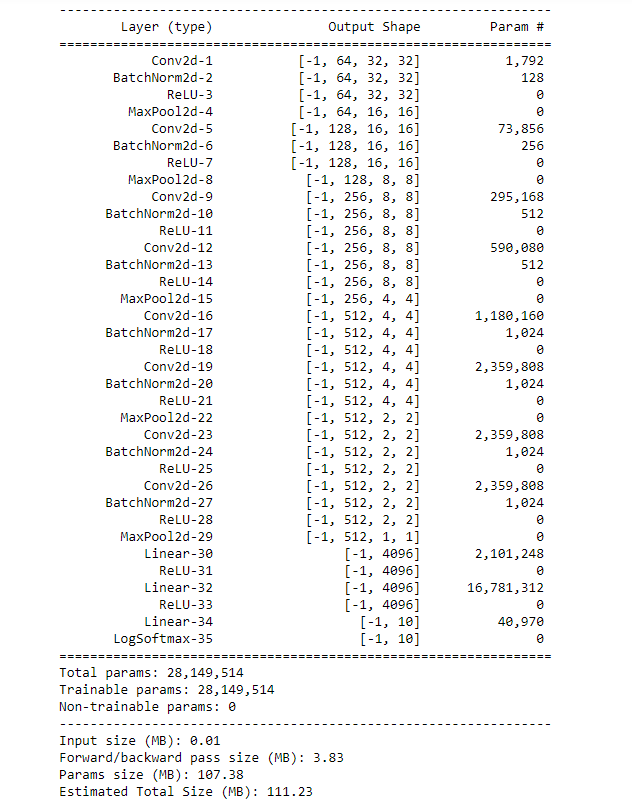 ----------------------------------------------------------------
Layer (type) Output Shape Param #
================================================================
Conv2d-1 [-1, 64, 32, 32] 1,792
BatchNorm2d-2 [-1, 64, 32, 32] 128
ReLU-3 [-1, 64, 32, 32] 0
MaxPool2d-4 [-1, 64, 16, 16] 0
Conv2d-5 [-1, 128, 16, 16] 73,856
BatchNorm2d-6 [-1, 128, 16, 16] 256
ReLU-7 [-1, 128, 16, 16] 0
MaxPool2d-8 [-1, 128, 8, 8] 0
Conv2d-9 [-1, 256, 8, 8] 295,168
BatchNorm2d-10 [-1, 256, 8, 8] 512
ReLU-11 [-1, 256, 8, 8] 0
Conv2d-12 [-1, 256, 8, 8] 590,080
BatchNorm2d-13 [-1, 256, 8, 8] 512
ReLU-14 [-1, 256, 8, 8] 0
MaxPool2d-15 [-1, 256, 4, 4] 0
Conv2d-16 [-1, 512, 4, 4] 1,180,160
BatchNorm2d-17 [-1, 512, 4, 4] 1,024
ReLU-18 [-1, 512, 4, 4] 0
Conv2d-19 [-1, 512, 4, 4] 2,359,808
BatchNorm2d-20 [-1, 512, 4, 4] 1,024
ReLU-21 [-1, 512, 4, 4] 0
MaxPool2d-22 [-1, 512, 2, 2] 0
Conv2d-23 [-1, 512, 2, 2] 2,359,808
BatchNorm2d-24 [-1, 512, 2, 2] 1,024
ReLU-25 [-1, 512, 2, 2] 0
Conv2d-26 [-1, 512, 2, 2] 2,359,808
BatchNorm2d-27 [-1, 512, 2, 2] 1,024
ReLU-28 [-1, 512, 2, 2] 0
MaxPool2d-29 [-1, 512, 1, 1] 0
Linear-30 [-1, 4096] 2,101,248
ReLU-31 [-1, 4096] 0
Linear-32 [-1, 4096] 16,781,312
ReLU-33 [-1, 4096] 0
Linear-34 [-1, 10] 40,970
LogSoftmax-35 [-1, 10] 0
================================================================
Total params: 28,149,514
Trainable params: 28,149,514
Non-trainable params: 0
----------------------------------------------------------------
Input size (MB): 0.01
Forward/backward pass size (MB): 3.83
Params size (MB): 107.38
Estimated Total Size (MB): 111.23